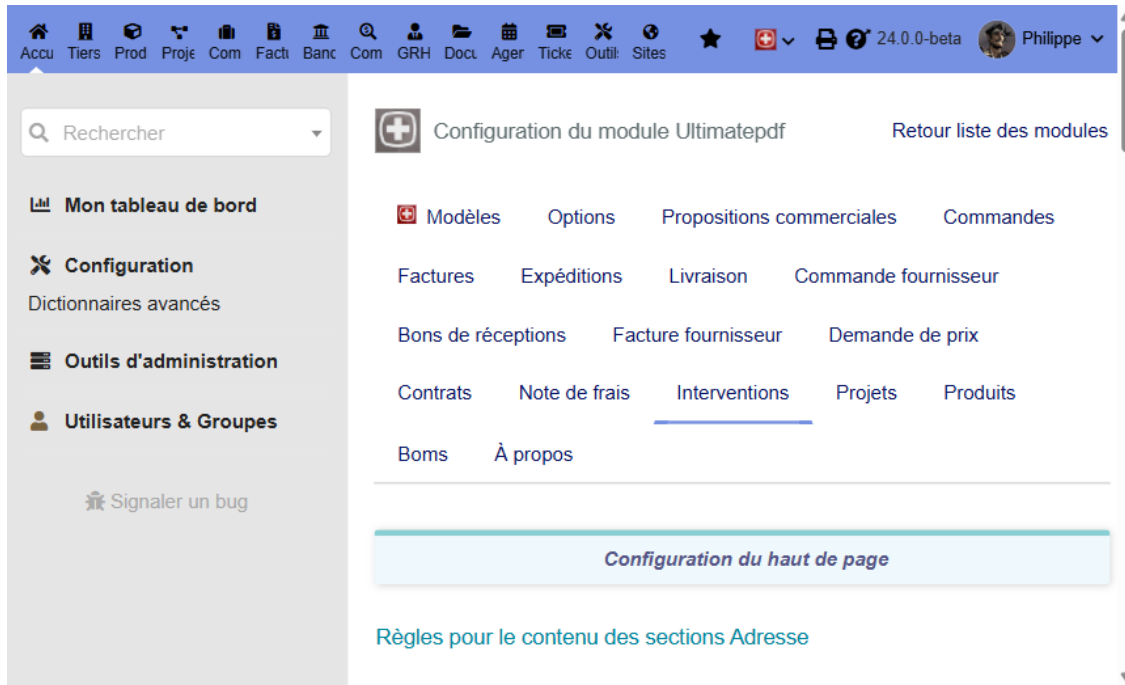 Accu Tiers Prod Proje Com Factu Banc Com GRH Docu Ager Ticke Outil Sites 24.0.0-beta Philippe
Rechercher
Configuration du module Ultimatepdf Retour liste des modules
Mon tableau de bord
Modèles Options Propositions commerciales Commandes
Configuration
Factures Expéditions Livraison Commande fournisseur
Dictionnaires avancés
Bons de réceptions Facture fournisseur Demande de prix
Outils d'administration
Contrats Note de frais Interventions Projets Produits
Utilisateurs & Groupes
Boms À propos
Signaler un bug
Configuration du haut de page
Règles pour le contenu des sections Adresse